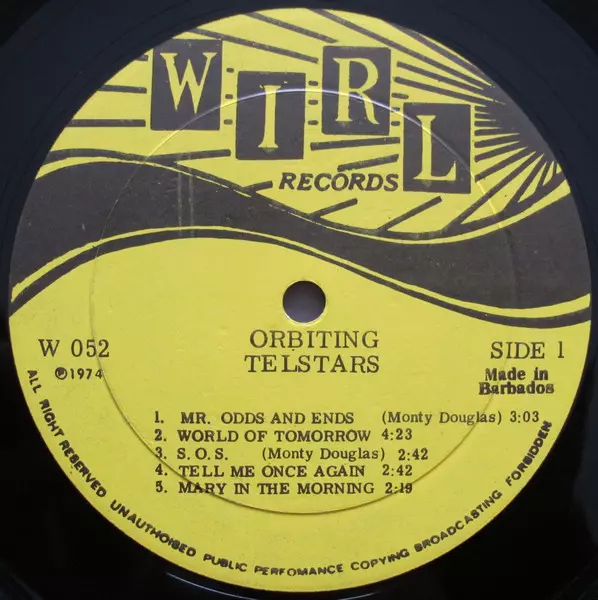 WIRL
RECORDS
W 052
℗1974
ORBITING
TELSTARS
SIDE 1
Made in
Barbados
1. MR. ODDS AND ENDS (Monty Douglas) 3:03
2. WORLD OF TOMORROW 4:23
3. S.O.S. (Monty Douglas) 2:42
4. TELL ME ONCE AGAIN 2:42
5. MARY IN THE MORNING 2:19
ALL RIGHT RESERVED UNAUTHOISED PUBLIC PERFOMANCE COPYING BROADCASTING FORBIDDEN